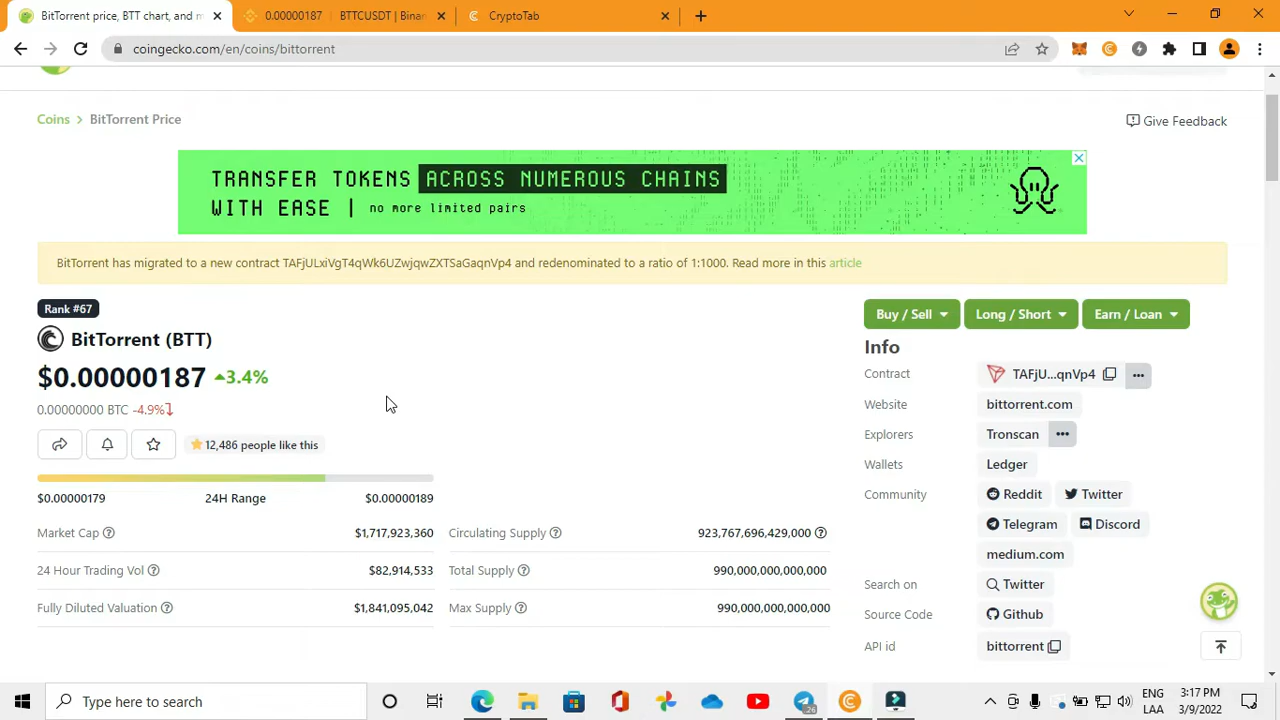 BitTorrent price, BTT chart, and m
0.00000187
BTTCUSDT | Binan
CryptoTab
coingecko.com/en/coins/bittorrent
Coins > BitTorrent Price
Give Feedback
TRANSFER TOKENS ACROSS NUMEROUS CHAINS
WITH EASE | no more limited pairs
BitTorrent has migrated to a new contract TAFjULxiVgT4qWk6UZwjqwZXTSaGaqnVp4 and redenominated to a ratio of 1:1000. Read more in this article
Rank #67
BitTorrent (BTT)
$0.00000187 3.4%
0.00000000 BTC -4.9%
12,486 people like this
$0.00000179 24H Range $0.00000189
Market Cap $1,717,923,360
24 Hour Trading Vol $82,914,533
Fully Diluted Valuation $1,841,095,042
Circulating Supply 923,767,696,429,000
Total Supply 990,000,000,000,000
Max Supply 990,000,000,000,000
Buy / Sell Long / Short Earn / Loan
Info
Contract TAFjU...qnVp4
Website bittorrent.com
Explorers Tronscan
Wallets Ledger
Community Reddit Twitter
Telegram Discord
medium.com
Search on Twitter
Source Code Github
API id bittorrent
Type here to search
26
ENG
LAA
3:17 PM
3/9/2022